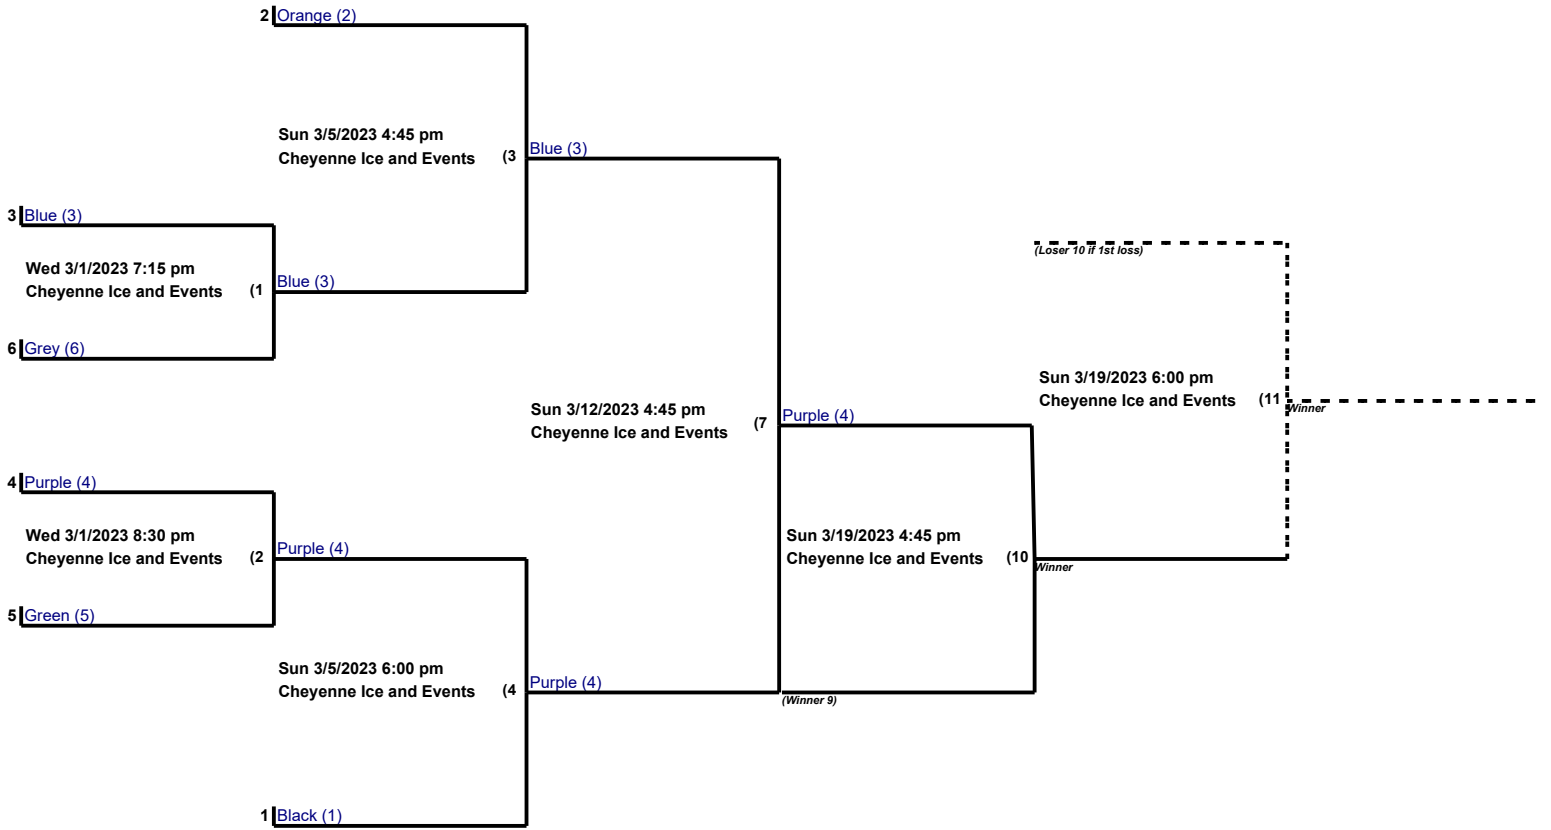 2 Orange (2)
Sun 3/5/2023 4:45 pm
Cheyenne Ice and Events (3
Blue (3)
3 Blue (3)
Wed 3/1/2023 7:15 pm
Cheyenne Ice and Events (1
Blue (3)
6 Grey (6)
(Loser 10 if 1st loss)
Sun 3/19/2023 6:00 pm
Cheyenne Ice and Events (11
Winner
Sun 3/12/2023 4:45 pm
Cheyenne Ice and Events (7
Purple (4)
4 Purple (4)
Wed 3/1/2023 8:30 pm
Cheyenne Ice and Events (2
Purple (4)
5 Green (5)
Sun 3/19/2023 4:45 pm
Cheyenne Ice and Events (10
Winner
Sun 3/5/2023 6:00 pm
Cheyenne Ice and Events (4
Purple (4)
(Winner 9)
1 Black (1)